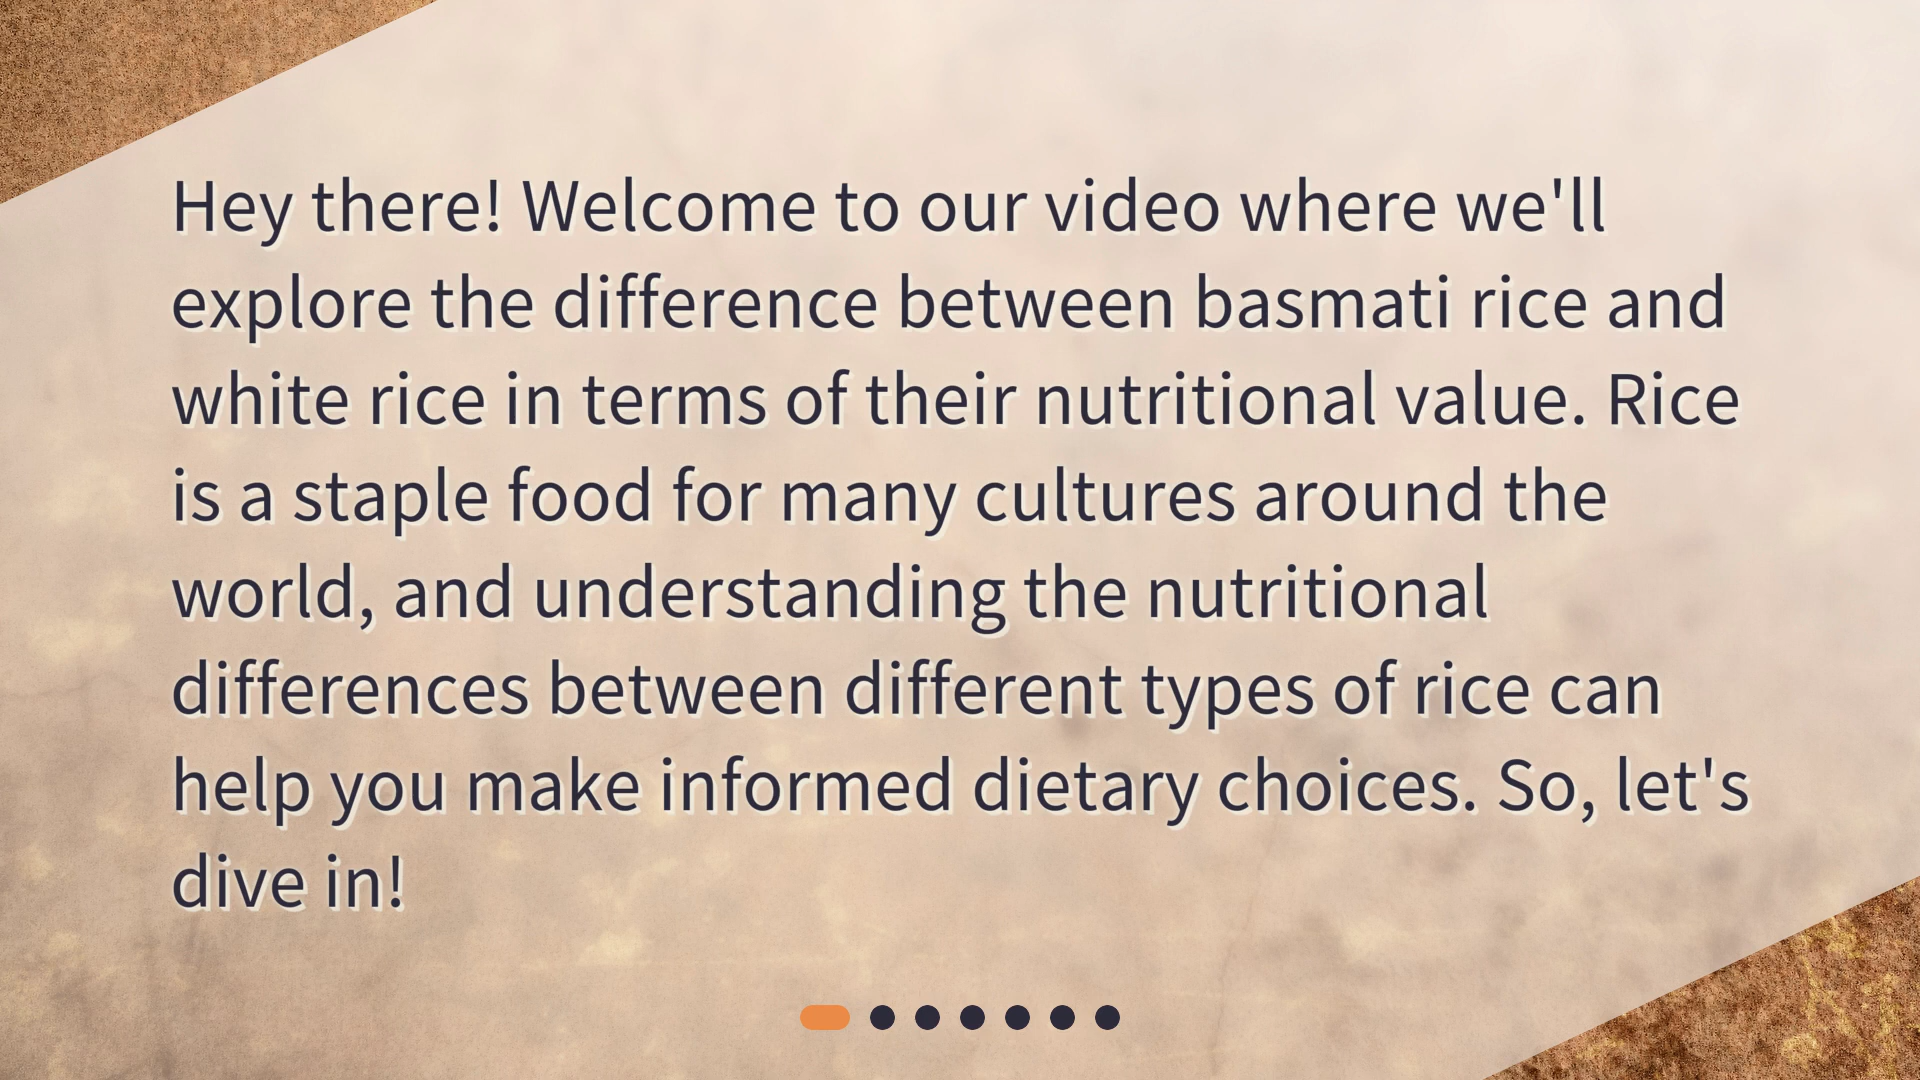 Hey there! Welcome to our video where we'll
explore the difference between basmati rice and
white rice in terms of their nutritional value. Rice
is a staple food for many cultures around the
world, and understanding the nutritional
differences between different types of rice can
help you make informed dietary choices. So, let's
dive in!